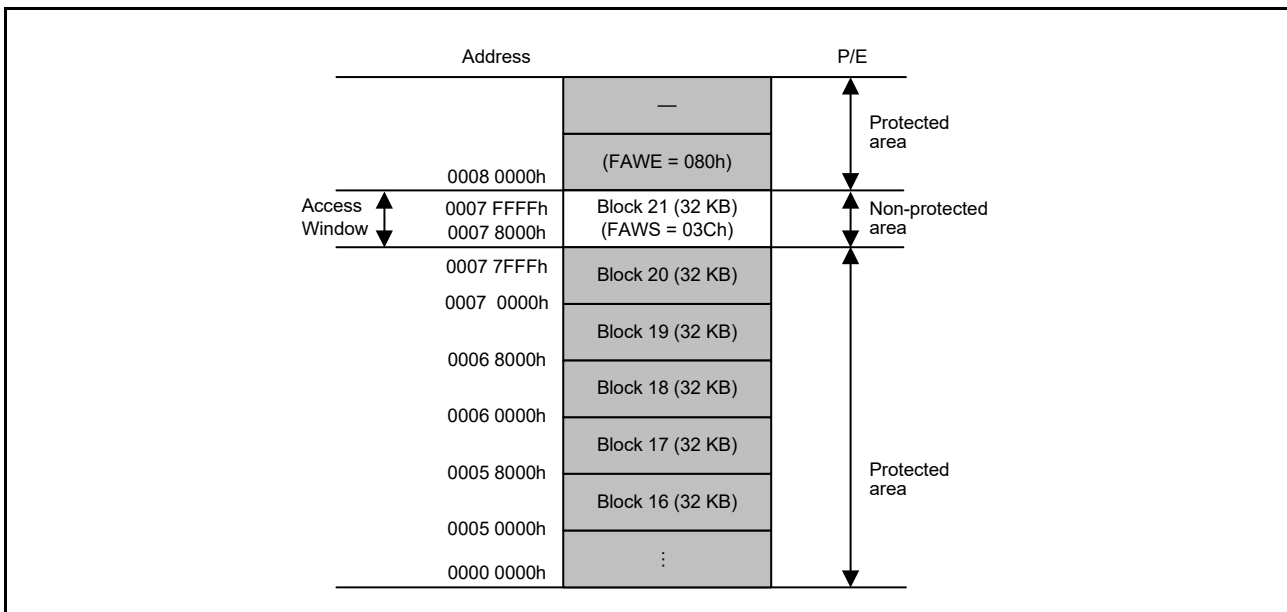 Address P/E
—
Protected
area
(FAWE = 080h)
0008 0000h
Access
Window
0007 FFFFh
Block 21 (32 KB)
Non-protected
area
0007 8000h
(FAWS = 03Ch)
0007 7FFFh
Block 20 (32 KB)
0007 0000h
Block 19 (32 KB)
0006 8000h
Block 18 (32 KB)
0006 0000h
Block 17 (32 KB)
0005 8000h
Protected
area
Block 16 (32 KB)
0005 0000h
⋮
0000 0000h